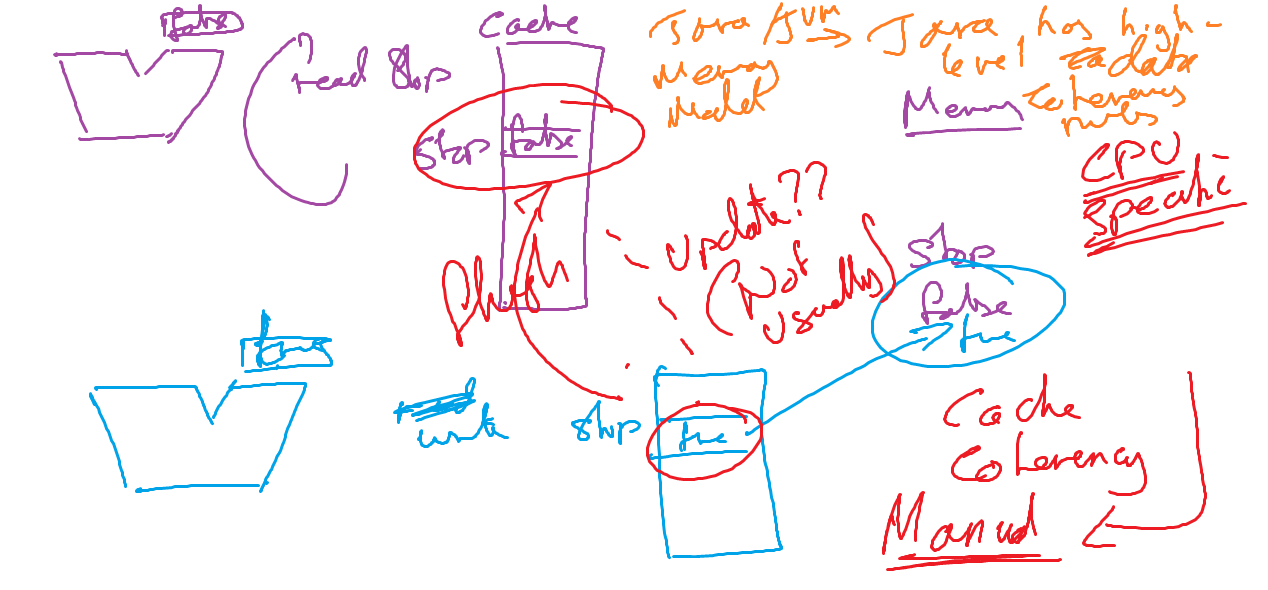 false
Cache
read Stop
Stop false
Java/JVM
Memory
Model
Java has high-
level data
Coherency
rules
Memory
CPU
Specific
Update??
(Not
usually)
Stop
false
true
true
write
stop true
Cache
Coherency
Manual